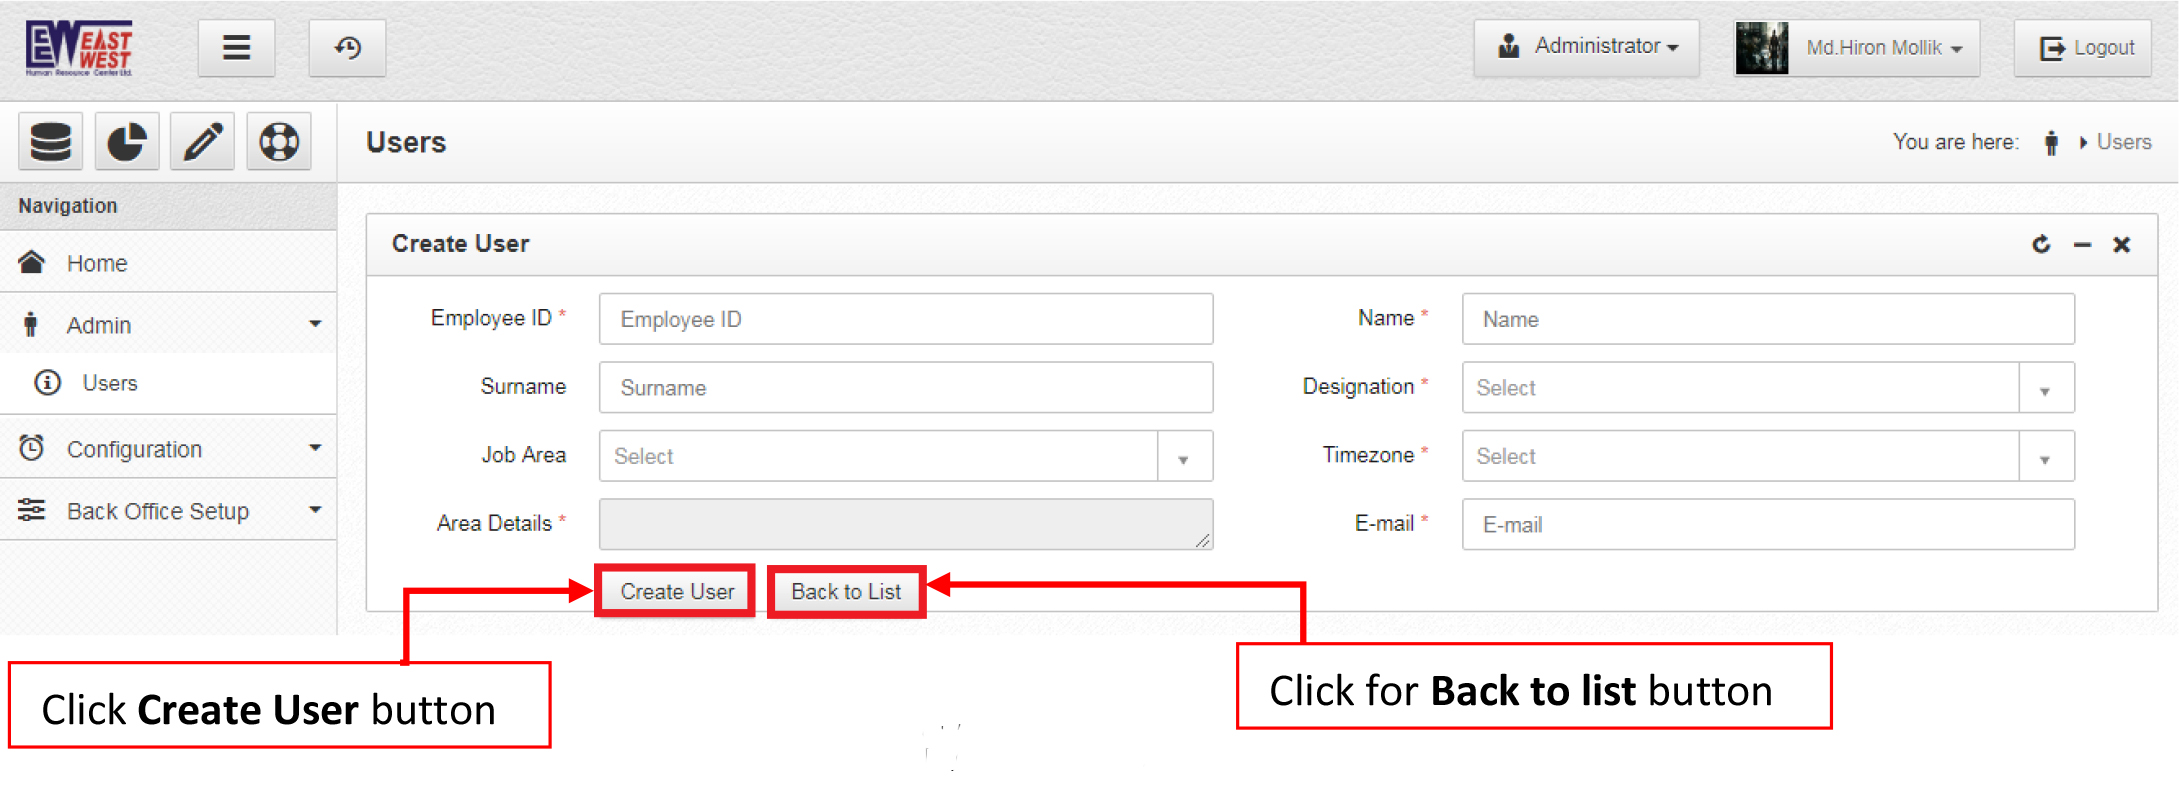 EW EAST
WEST
Human Resource Center Ltd.
Administrator
Md.Hiron Mollik
Logout
Users
You are here: Users
Navigation
Home
Admin
Users
Configuration
Back Office Setup
Create User
Employee ID * Employee ID
Name * Name
Surname Surname
Designation * Select
Job Area Select
Timezone * Select
Area Details *
E-mail * E-mail
Create User Back to List
Click Create User button
Click for Back to list button